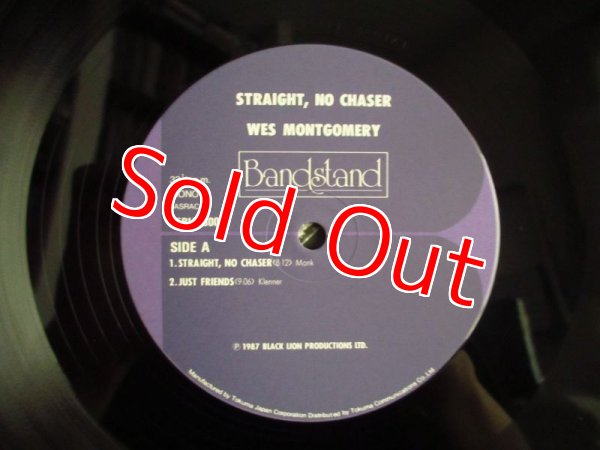 STRAIGHT, NO CHASER
WES MONTGOMERY
Bandstand
MONO
JASRAC
SIDE A
1. STRAIGHT, NO CHASER (8:12) Monk
2. JUST FRIENDS (9:06) Klenner
Ⓟ 1987 BLACK LION PRODUCTIONS LTD.
Manufactured by Tokuma Japan Corporation Distributed by Tokuma Communications Co., Ltd.
Sold Out